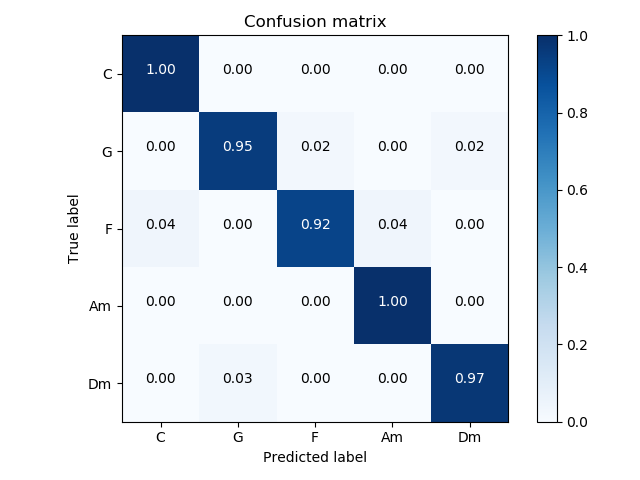 Confusion matrix
True label
C 1.00 0.00 0.00 0.00 0.00
G 0.00 0.95 0.02 0.00 0.02
F 0.04 0.00 0.92 0.04 0.00
Am 0.00 0.00 0.00 1.00 0.00
Dm 0.00 0.03 0.00 0.00 0.97
C G F Am Dm
Predicted label
1.0
0.8
0.6
0.4
0.2
0.0